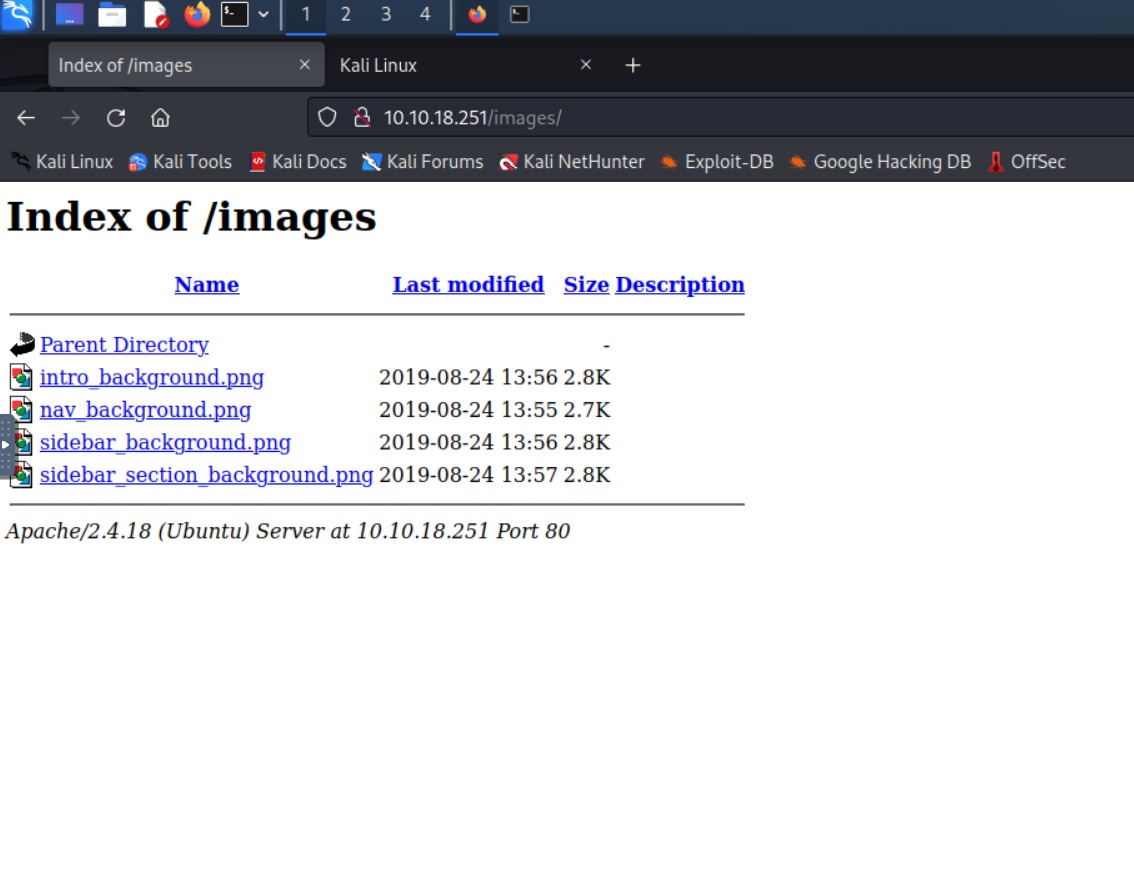 1 2 3 4
Index of /images Kali Linux
10.10.18.251/images/
Kali Linux Kali Tools Kali Docs Kali Forums Kali NetHunter Exploit-DB Google Hacking DB OffSec
Index of /images
Name Last modified Size Description
Parent Directory -
intro_background.png 2019-08-24 13:56 2.8K
nav_background.png 2019-08-24 13:55 2.7K
sidebar_background.png 2019-08-24 13:56 2.8K
sidebar_section_background.png 2019-08-24 13:57 2.8K
Apache/2.4.18 (Ubuntu) Server at 10.10.18.251 Port 80